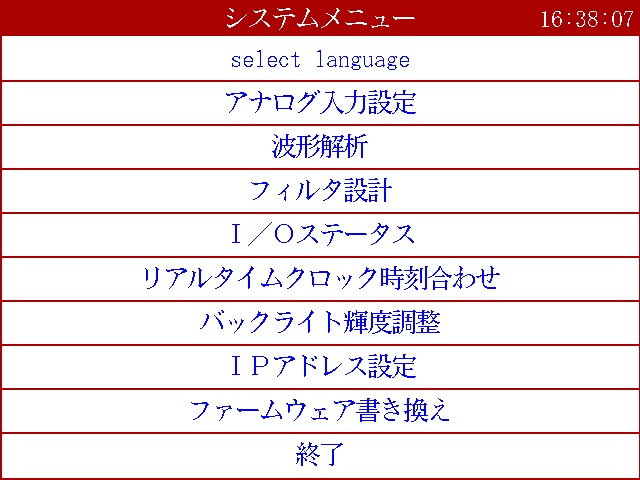 システムメニュー 16:38:07
select language
アナログ入力設定
波形解析
フィルタ設計
Ｉ／Ｏステータス
リアルタイムクロック時刻合わせ
バックライト輝度調整
ＩＰアドレス設定
ファームウェア書き換え
終了